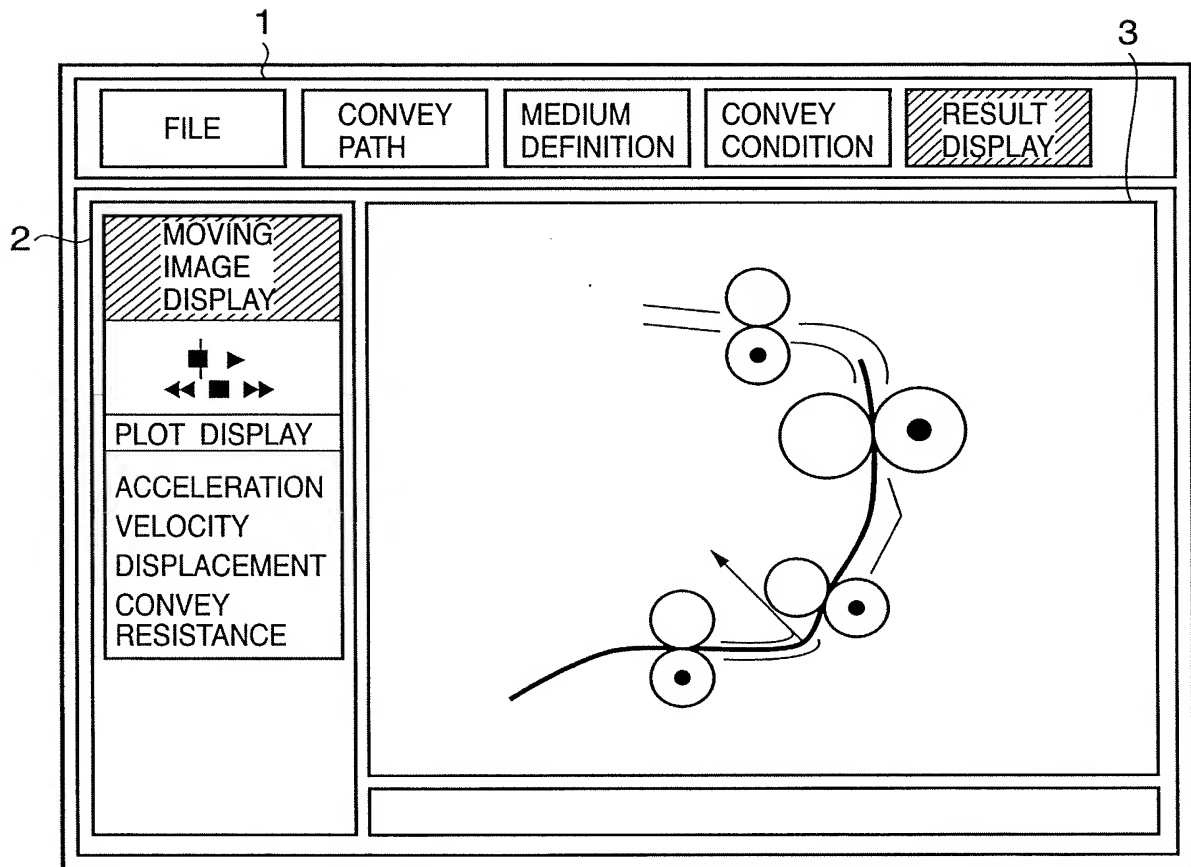 1
3
FILE
CONVEY
PATH
MEDIUM
DEFINITION
CONVEY
CONDITION
RESULT
DISPLAY
2
MOVING
IMAGE
DISPLAY
PLOT DISPLAY
ACCELERATION
VELOCITY
DISPLACEMENT
CONVEY
RESISTANCE